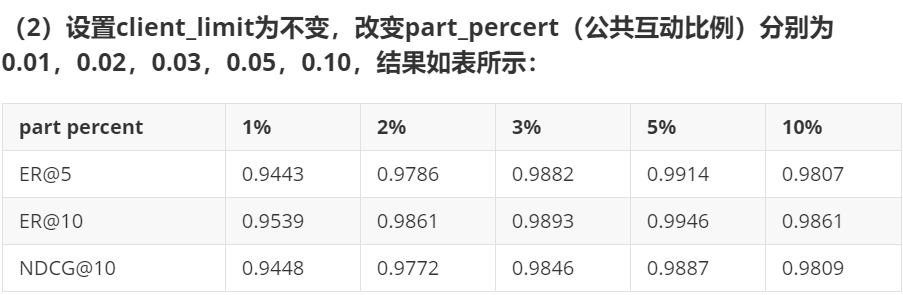 （2）设置client_limit为不变，改变part_percert（公共互动比例）分别为
0.01，0.02，0.03，0.05，0.10，结果如表所示：
part percent 1% 2% 3% 5% 10%
ER@5 0.9443 0.9786 0.9882 0.9914 0.9807
ER@10 0.9539 0.9861 0.9893 0.9946 0.9861
NDCG@10 0.9448 0.9772 0.9846 0.9887 0.9809